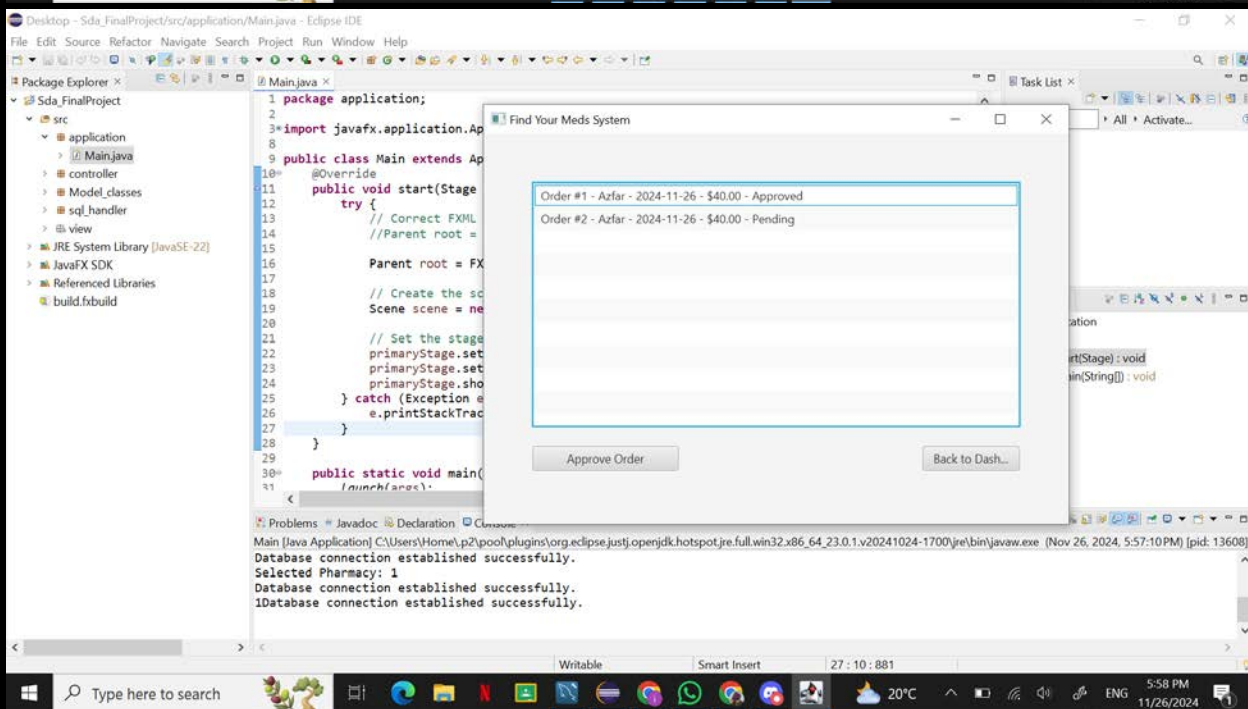 Desktop - Sda_FinalProject/src/application/Main.java - Eclipse IDE
File Edit Source Refactor Navigate Search Project Run Window Help
Package Explorer
Sda_FinalProject
src
application
Main.java
controller
Model_classes
sql_handler
view
JRE System Library [JavaSE-22]
JavaFX SDK
Referenced Libraries
build.fxbuild
Main.java
1 package application;
2
3 import javafx.application.Ap
8
9 public class Main extends Ap
10 @Override
11 public void start(Stage
12 try {
13 // Correct FXML
14 //Parent root =
15
16 Parent root = FX
17
18 // Create the sc
19 Scene scene = ne
20
21 // Set the stage
22 primaryStage.set
23 primaryStage.set
24 primaryStage.sho
25 } catch (Exception e
26 e.printStackTrac
27 }
28 }
29
30 public static void main(
31 launch(args);
Find Your Meds System
Order #1 - Azfar - 2024-11-26 - $40.00 - Approved
Order #2 - Azfar - 2024-11-26 - $40.00 - Pending
Approve Order
Back to Dash...
Task List
All Activate...
cation
rt(Stage) : void
ain(String[]) : void
Problems Javadoc Declaration Console
Main [Java Application] C:\Users\Home\.p2\pool\plugins\org.eclipse.justj.openjdk.hotspot.jre.full.win32.x86_64_23.0.1.v20241024-1700\jre\bin\javaw.exe (Nov 26, 2024, 5:57:10 PM) [pid: 13608]
Database connection established successfully.
Selected Pharmacy: 1
Database connection established successfully.
1Database connection established successfully.
Writable Smart Insert 27 : 10 : 881
Type here to search
20°C
ENG
5:58 PM
11/26/2024